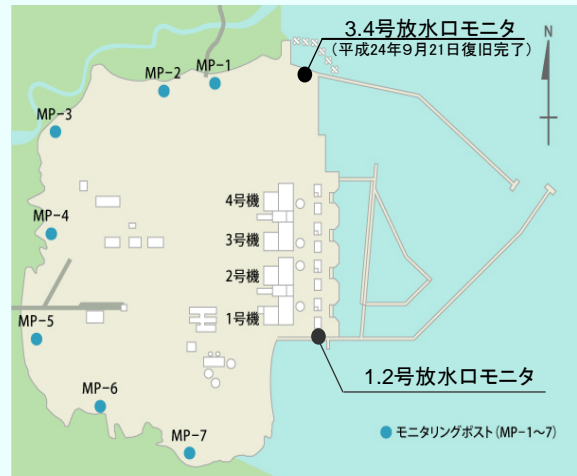 3.4号放水口モニタ
（平成24年9月21日復旧完了）
N
MP-1
MP-2
MP-3
MP-4
4号機
3号機
2号機
1号機
MP-5
1.2号放水口モニタ
MP-6
MP-7
モニタリングポスト(MP-1～7)